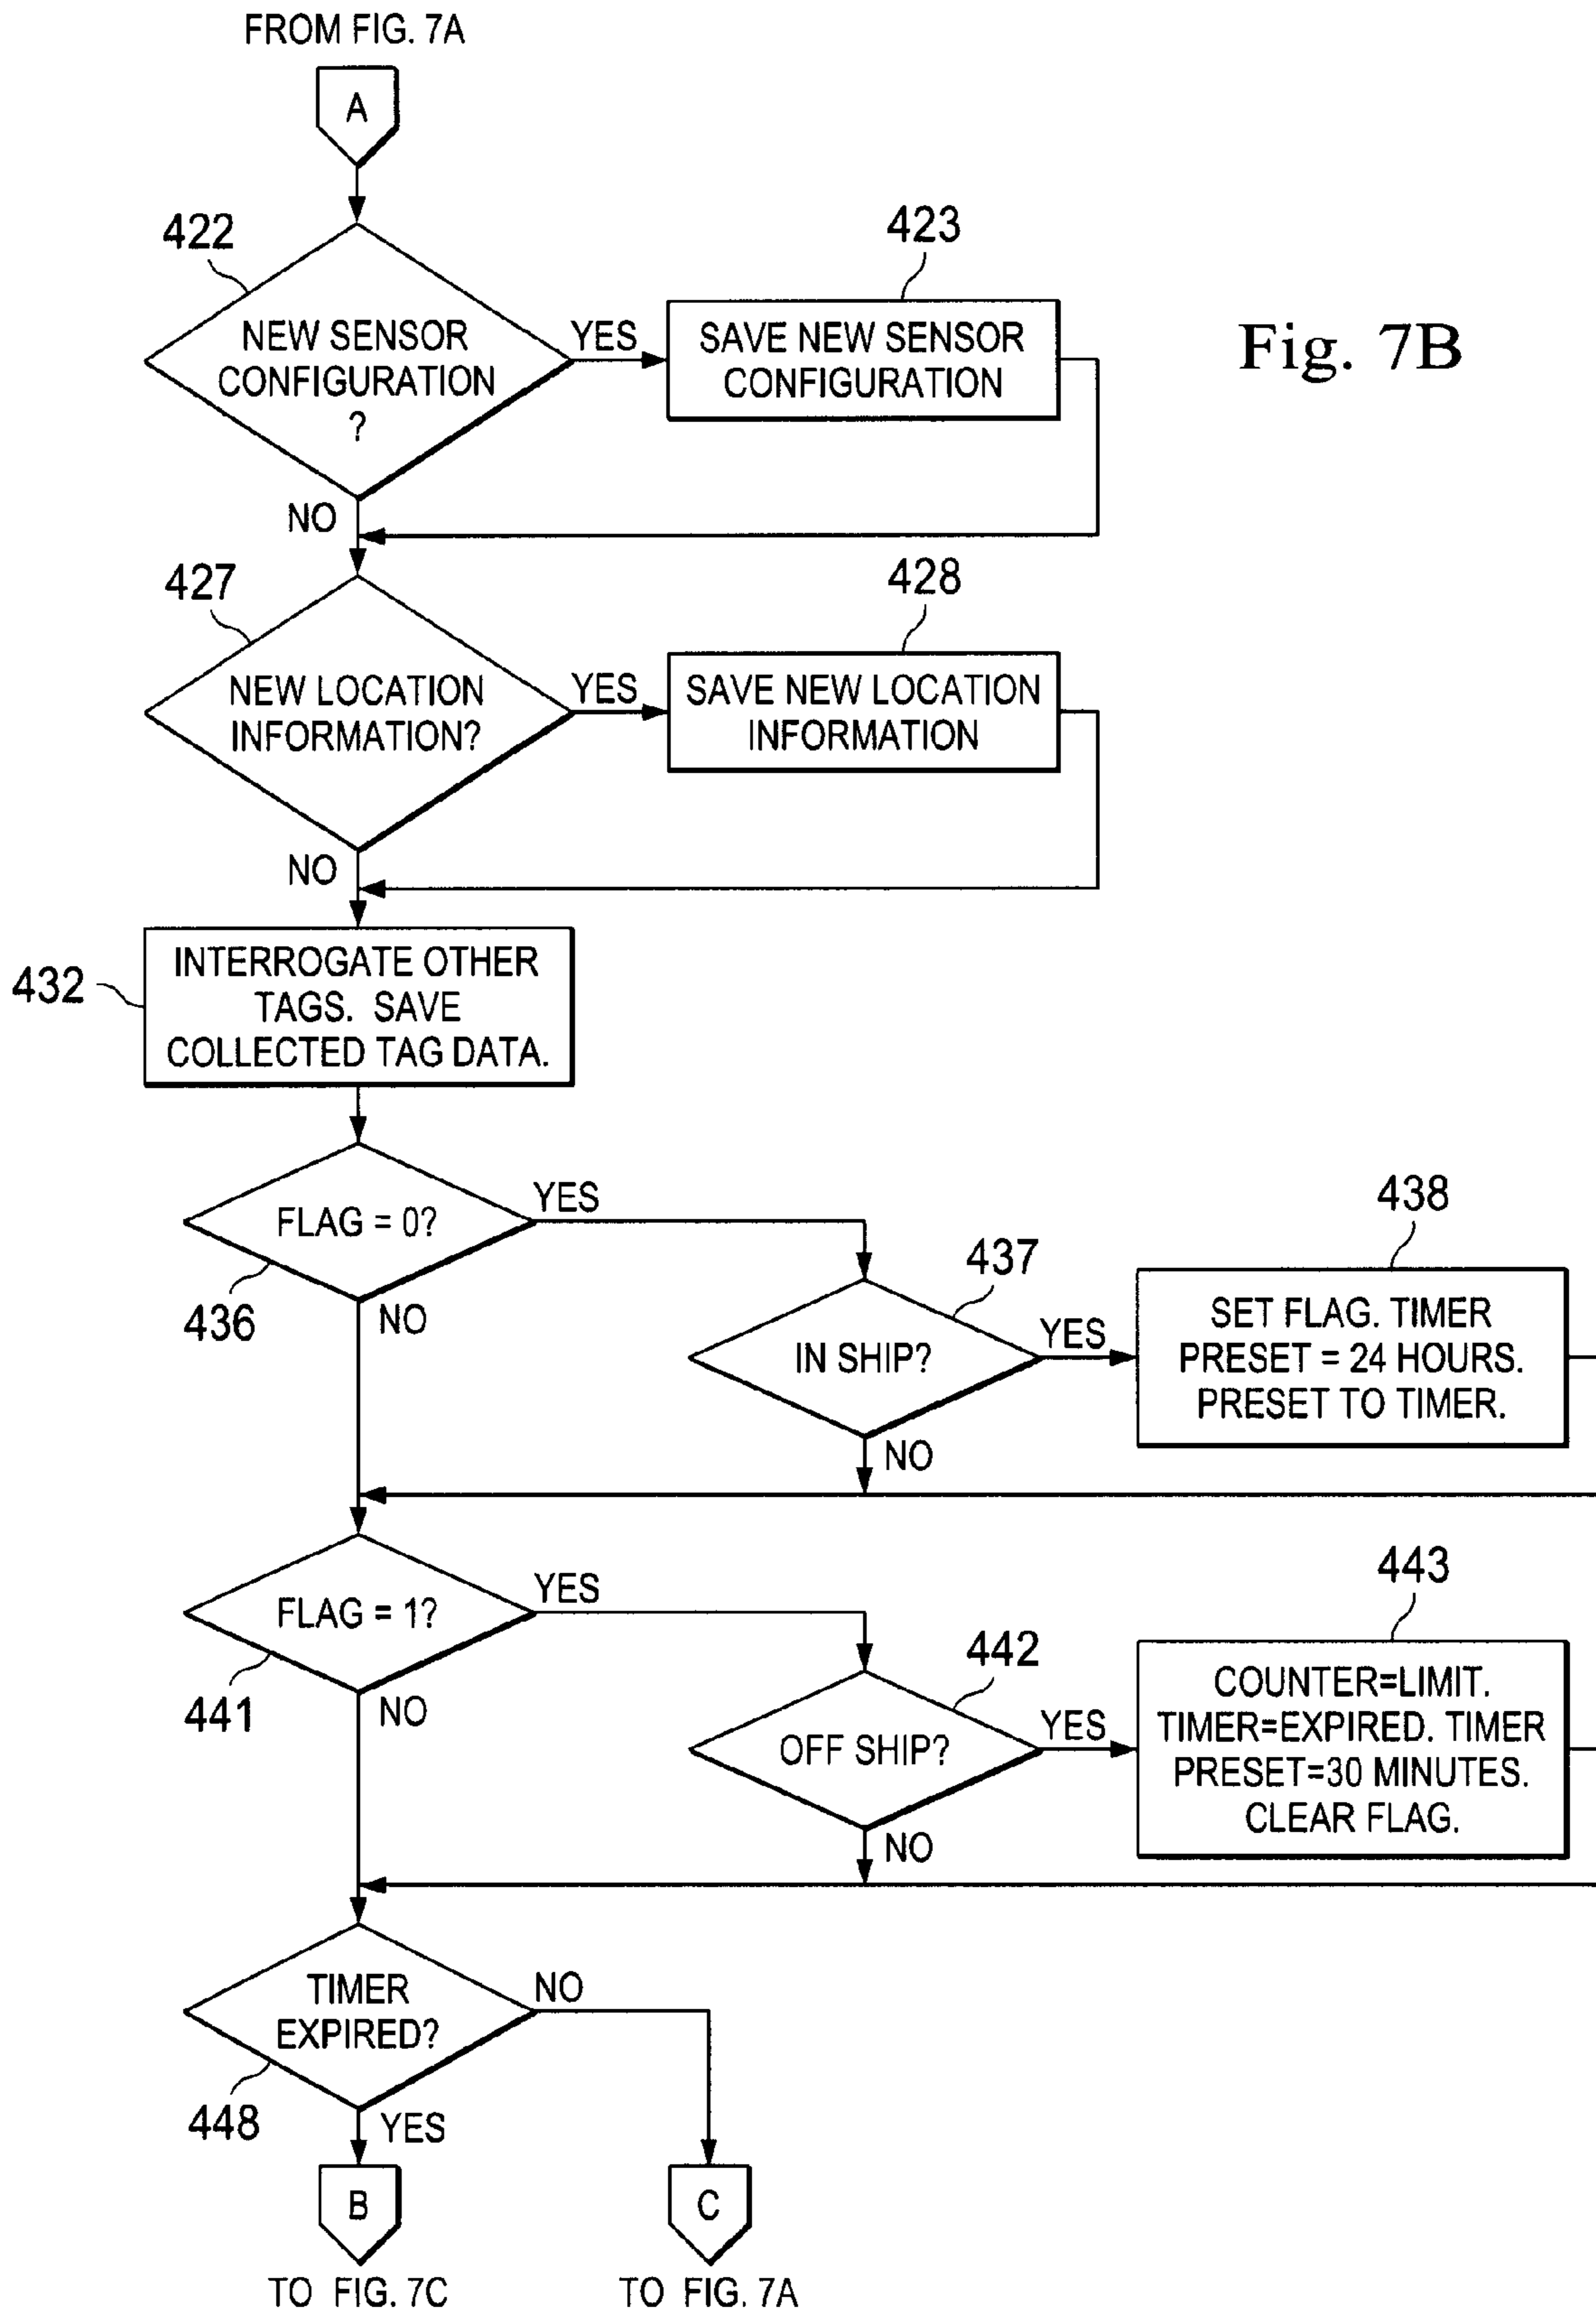 FROM FIG. 7A
A
422
423
NEW SENSOR
CONFIGURATION
?
YES
SAVE NEW SENSOR
CONFIGURATION
Fig. 7B
NO
427
428
NEW LOCATION
INFORMATION?
YES
SAVE NEW LOCATION
INFORMATION
NO
432
INTERROGATE OTHER
TAGS. SAVE
COLLECTED TAG DATA.
FLAG = 0?
YES
436
NO
437
438
IN SHIP?
YES
SET FLAG. TIMER
PRESET = 24 HOURS.
PRESET TO TIMER.
NO
FLAG = 1?
YES
441
NO
442
443
OFF SHIP?
YES
COUNTER=LIMIT.
TIMER=EXPIRED. TIMER
PRESET=30 MINUTES.
CLEAR FLAG.
NO
TIMER
EXPIRED?
NO
448
YES
B
C
TO FIG. 7C
TO FIG. 7A